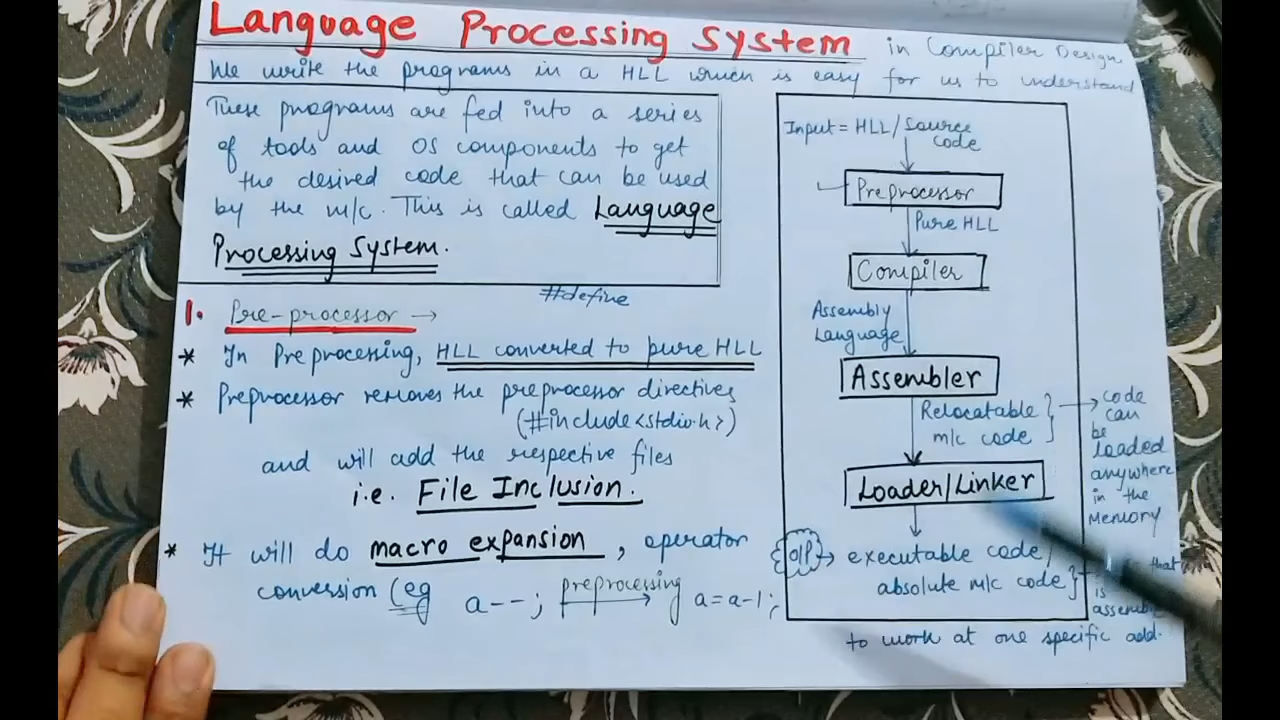 Language Processing System in Compiler Design
We write the programs in a HLL which is easy for us to understand
These programs are fed into a series
of tools and OS components to get
the desired code that can be used
by the m/c. This is called Language
Processing System.
#define
1. Pre-processor →
* In Preprocessing, HLL converted to pure HLL
* Preprocessor removes the preprocessor directives
(#include<stdio.h>)
and will add the respective files
i.e. File Inclusion.
* It will do macro expansion, operator
conversion (eg a--; preprocessing → a=a-1;
Input = HLL/Source
code
Preprocessor
Pure HLL
Compiler
Assembly
Language
Assembler
Relocatable
m/c code } → code
can
be
loaded
anywhere
in the
Memory
Loader/Linker
O/P → executable code/
absolute m/c code }
that
is
to work at one specific add.